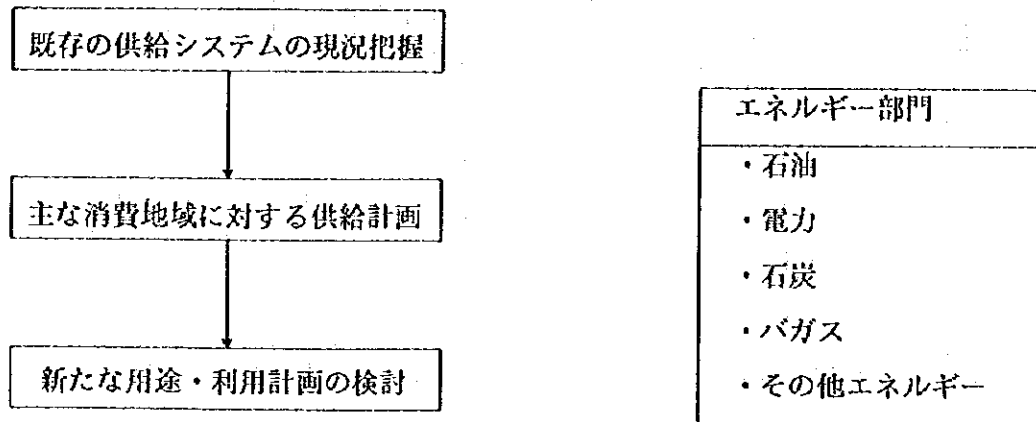 既存の供給システムの現況把握
主な消費地域に対する供給計画
新たな用途・利用計画の検討
エネルギー部門
・石油
・電力
・石炭
・バガス
・その他エネルギー